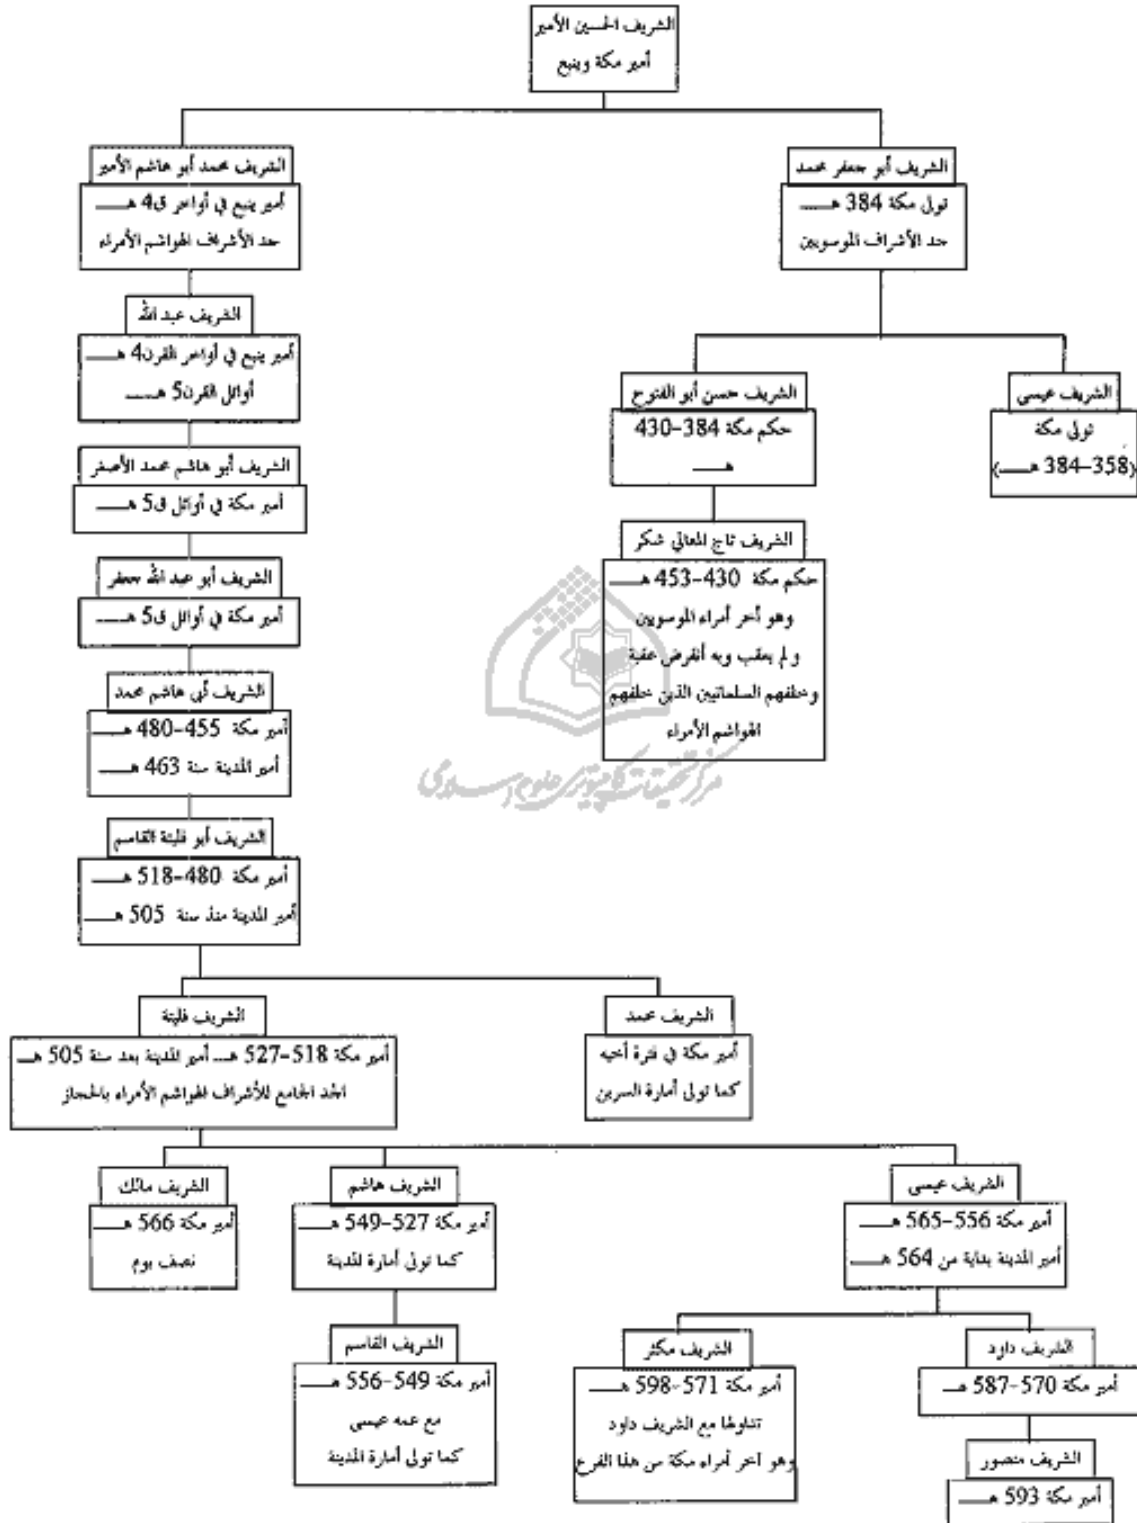 الشريف الحسين الأمير
أمير مكة وينبع
الشريف أبو جعفر محمد
تولى مكة 384 هـ
جد الأشراف الموسويين
الشريف محمد أبو هاشم الأمير
أمير ينبع في أواخر ق4 هـ
جد الأشراف الهواشم الأمراء
الشريف عبد الله
أمير ينبع في أواخر القرن4 هـ
أوائل القرن5 هـ
الشريف عيسى
تولى مكة
(358-384 هـ)
الشريف حسن أبو الفتوح
حكم مكة 384-430
هـ
الشريف أبو هاشم محمد الأصغر
أمير مكة في أوائل ق5 هـ
الشريف تاج المعالي شكر
حكم مكة 430-453 هـ
وهو أخر أمراء الموسويين
و لم يعقب وبه أنقرض عقبة
وخلفهم السلمانيين الذين خلفهم
الهواشم الأمراء
الشريف أبو عبد الله جعفر
أمير مكة في أوائل ق5 هـ
الشريف أبي هاشم محمد
أمير مكة 455-480 هـ
أمير المدينة سنة 463 هـ
مركز تحقيقات كامپيوتري علوم اسلامي
الشريف أبو فليتة القاسم
أمير مكة 480-518 هـ
أمير المدينة منذ سنة 505 هـ
الشريف محمد
أمير مكة في فترة أخيه
كما تولى أمارة السرين
الشريف فليتة
أمير مكة 518-527 هـ أمير المدينة بعد سنة 505 هـ
الجد الجامع للأشراف الهواشم الأمراء بالحجاز
الشريف عيسى
أمير مكة 556-565 هـ
أمير المدينة بداية من 564 هـ
الشريف هاشم
أمير مكة 527-549 هـ
كما تولى أمارة المدينة
الشريف مالك
أمير مكة 566 هـ
نصف يوم
الشريف داود
أمير مكة 570-587 هـ
الشريف مكثر
أمير مكة 571-598 هـ
تناولها مع الشريف داود
وهو آخر أمراء مكة من هذا الفرع
الشريف القاسم
أمير مكة 549-556 هـ
مع عمه عيسى
كما تولى أمارة المدينة
الشريف منصور
أمير مكة 593 هـ